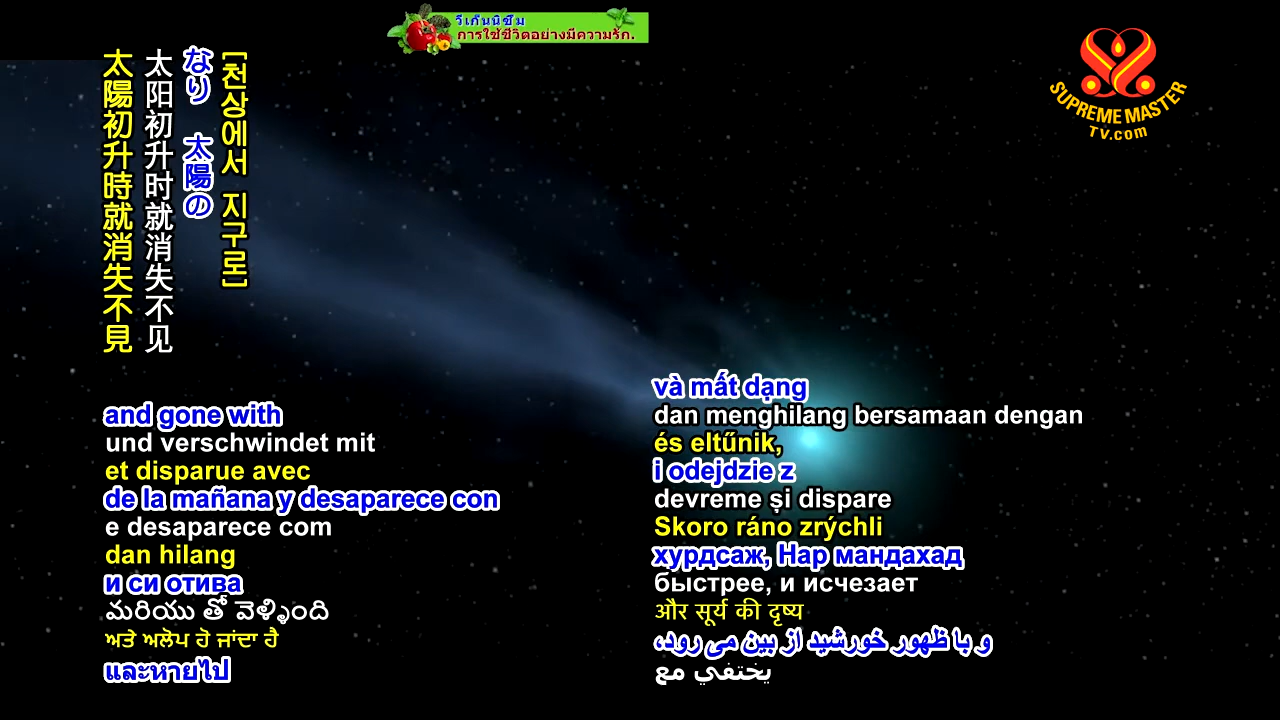 วีเก้นนิซึ่ม
การใช้ชีวิตอย่างมีความรัก.
SUPREME MASTER
TV.com
[천상에서 지구로]
なり 太陽の
太阳初升时就消失不见
太陽初升時就消失不見
and gone with
und verschwindet mit
et disparue avec
de la mañana y desaparece con
e desaparece com
dan hilang
и си отива
మరియు తో వెళ్ళింది
ਅਤੇ ਅਲੋਪ ਹੋ ਜਾਂਦਾ ਹੈ
และหายไป
và mất dạng
dan menghilang bersamaan dengan
és eltűnik,
i odejdzie z
devreme și dispare
Skoro ráno zrýchli
хурдсаж, Нар мандахад
быстрее, и исчезает
और सूर्य की दृष्य
و با ظهور خورشید از بین می رود،
يختفي مع